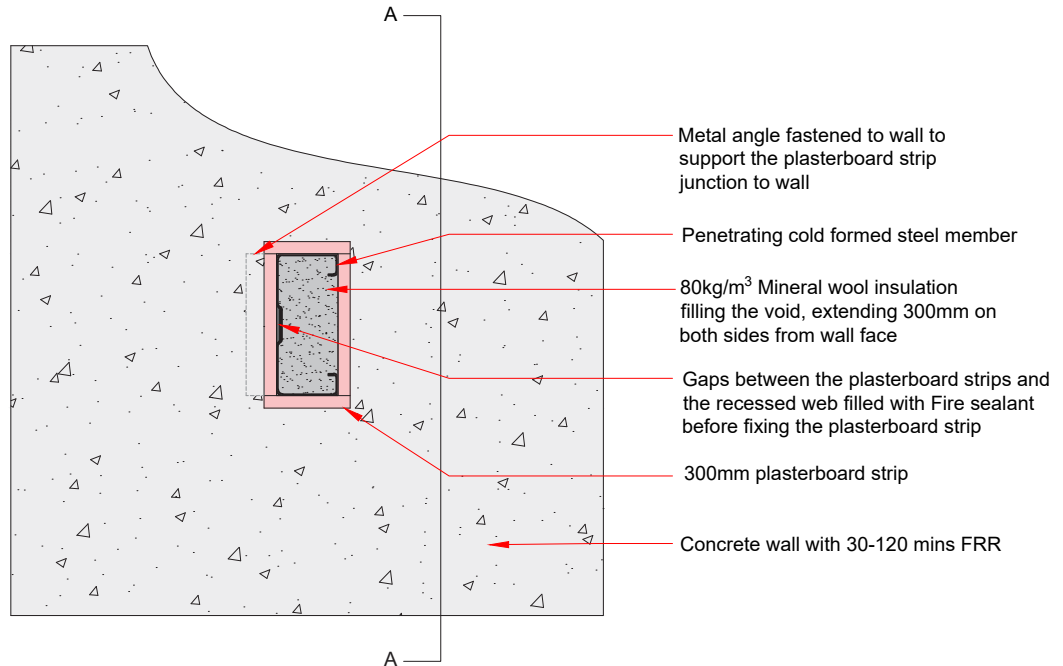 A
Metal angle fastened to wall to
support the plasterboard strip
junction to wall
Penetrating cold formed steel member
80kg/m³ Mineral wool insulation
filling the void, extending 300mm on
both sides from wall face
Gaps between the plasterboard strips and
the recessed web filled with Fire sealant
before fixing the plasterboard strip
300mm plasterboard strip
Concrete wall with 30-120 mins FRR
A